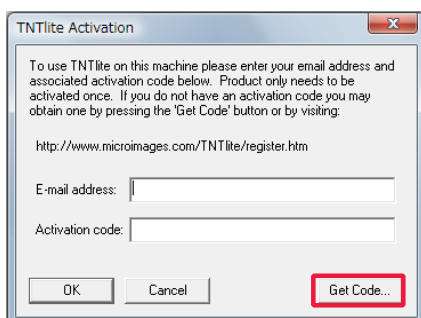 TNTlite Activation
To use TNTlite on this machine please enter your email address and
associated activation code below. Product only needs to be
activated once. If you do not have an activation code you may
obtain one by pressing the 'Get Code' button or by visiting:
http://www.microimages.com/TNTlite/register.htm
E-mail address:
Activation code:
OK Cancel Get Code...